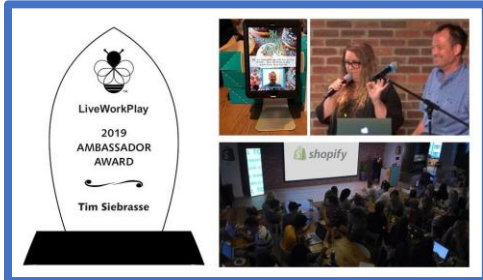 LiveWorkPlay
2019
AMBASSADOR
AWARD
Tim Siebrasse
shopify